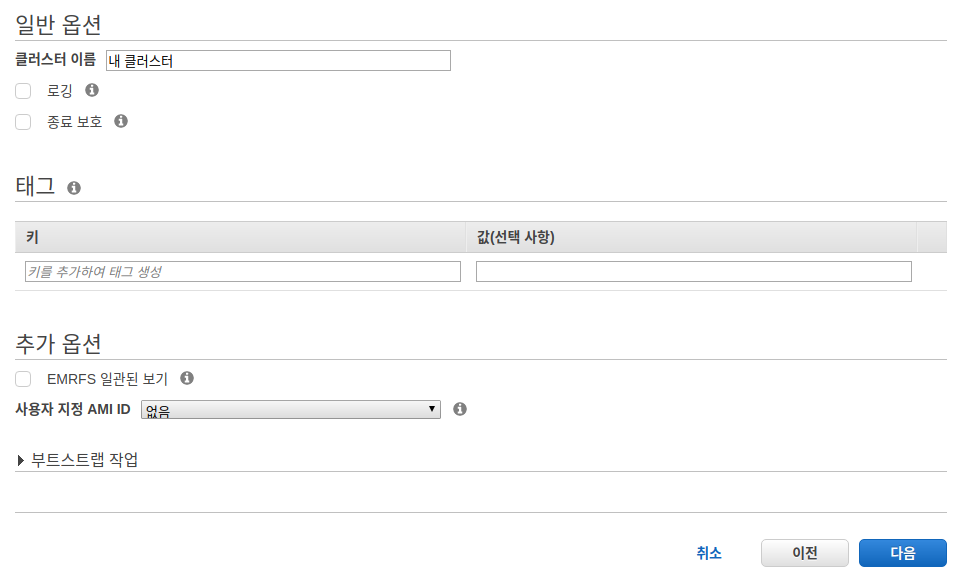 일반 옵션
클러스터 이름 내 클러스터
로깅
종료 보호
태그
키 값(선택 사항)
키를 추가하여 태그 생성
추가 옵션
EMRFS 일관된 보기
사용자 지정 AMI ID 없음
부트스트랩 작업
취소 이전 다음